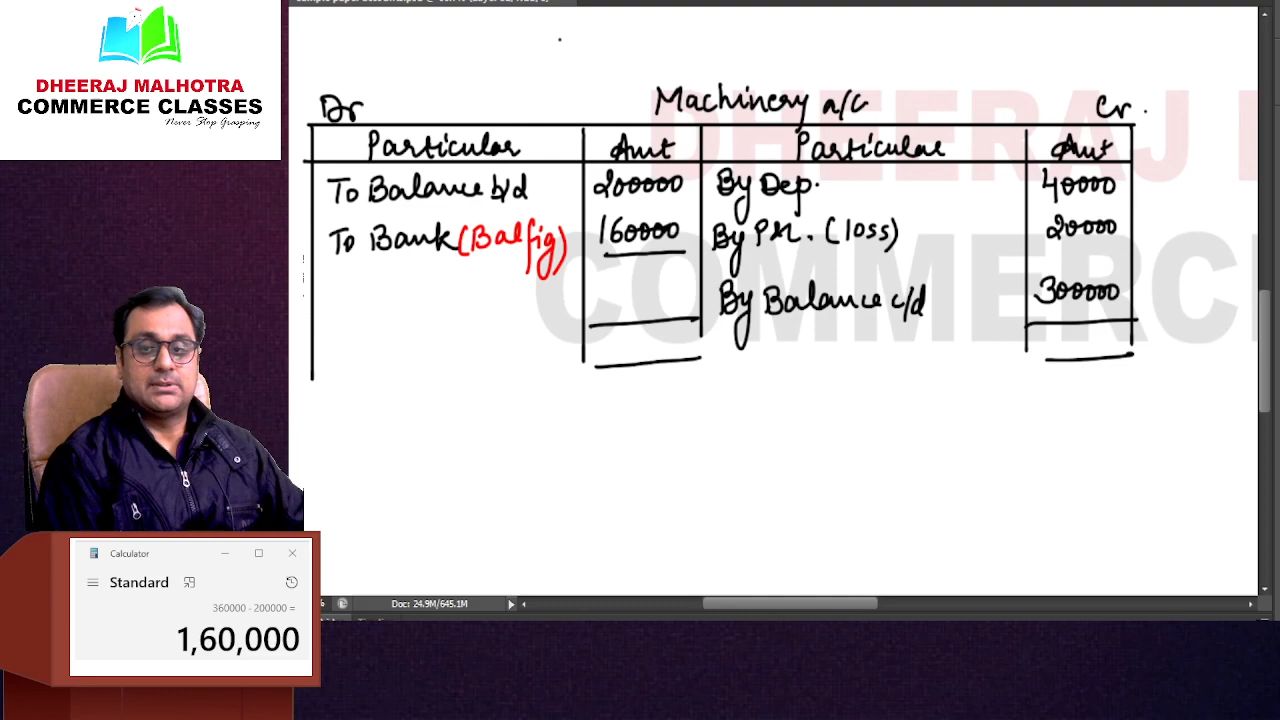 DHEERAJ MALHOTRA
COMMERCE CLASSES
Never Stop Grasping
Dr Machinery a/c Cr
Particular Amt Particular Amt
To Balance b/d 200000 By Dep. 40000
To Bank (Bal fig) 160000 By P&L. (loss) 20000
By Balance c/d 300000
DHEERAJ M
COMMERC
Calculator
Standard
360000 - 200000 =
1,60,000
% Doc: 24.9M/645.1M